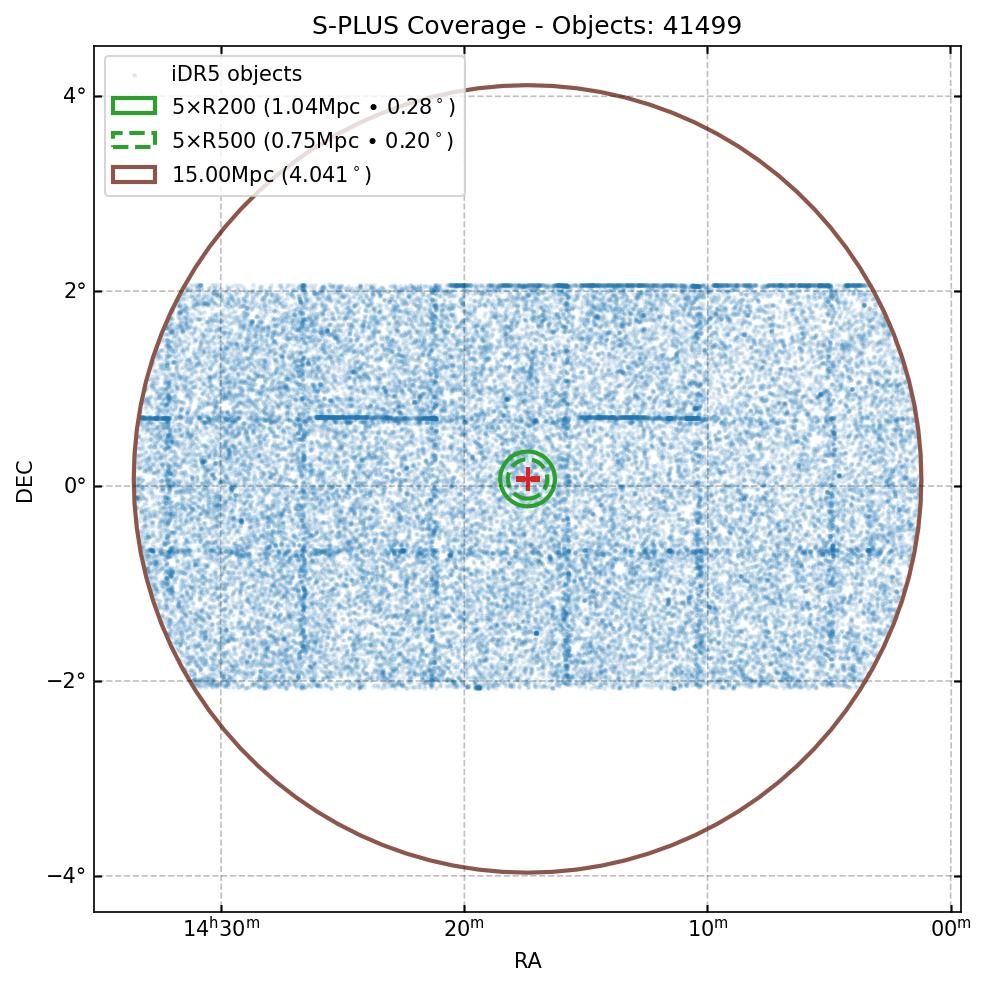 S-PLUS Coverage - Objects: 41499
iDR5 objects
5×R200 (1.04Mpc • 0.28°)
5×R500 (0.75Mpc • 0.20°)
15.00Mpc (4.041°)
4°
2°
0°
−2°
−4°
DEC
14ʰ30ᵐ 20ᵐ 10ᵐ 00ᵐ
RA